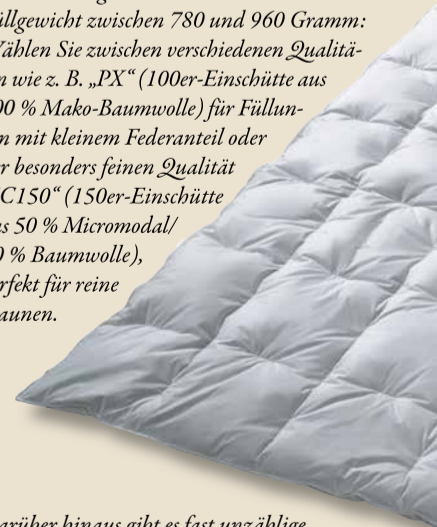 üllgewicht zwischen 780 und 960 Gramm:
ählen Sie zwischen verschiedenen Qualitä-
n wie z. B. „PX“ (100er-Einschütte aus
00 % Mako-Baumwolle) für Füllun-
n mit kleinem Federanteil oder
r besonders feinen Qualität
C150“ (150er-Einschütte
s 50 % Micromodal/
0 % Baumwolle),
rfekt für reine
aunen.
arüber hinaus gibt es fast unzählige